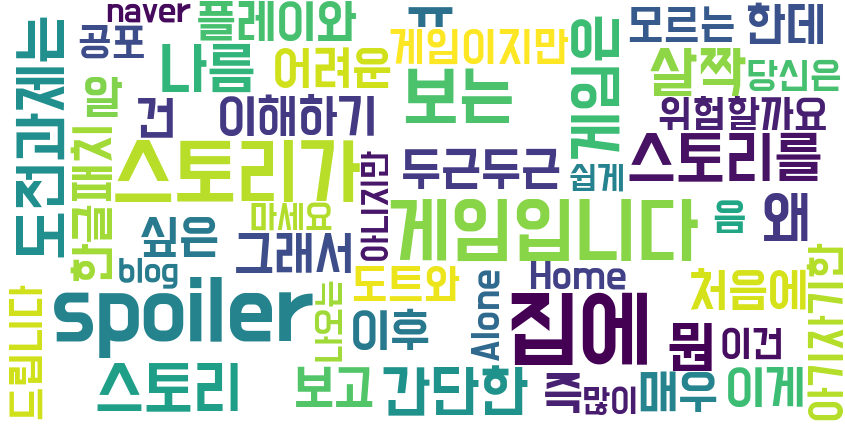 naver
플레이와
ㅠ
모르는
한데
공포
나름
어려운
게임이지만
게임은
살짝
당신은
도전과제는
알
건
이해하기
보는
위험할까요
한글패치
스토리가
아니지만
두근두근
쉽게
스토리를
싶은
마세요
그래서
게임입니다
음
왜
blog
spoiler
나오는
도트와
이후
Alone
Home
집에
뭔
처음에
이건
아기자기한
드립니다
스토리
보고
간단한
즉
많이
매우
이게